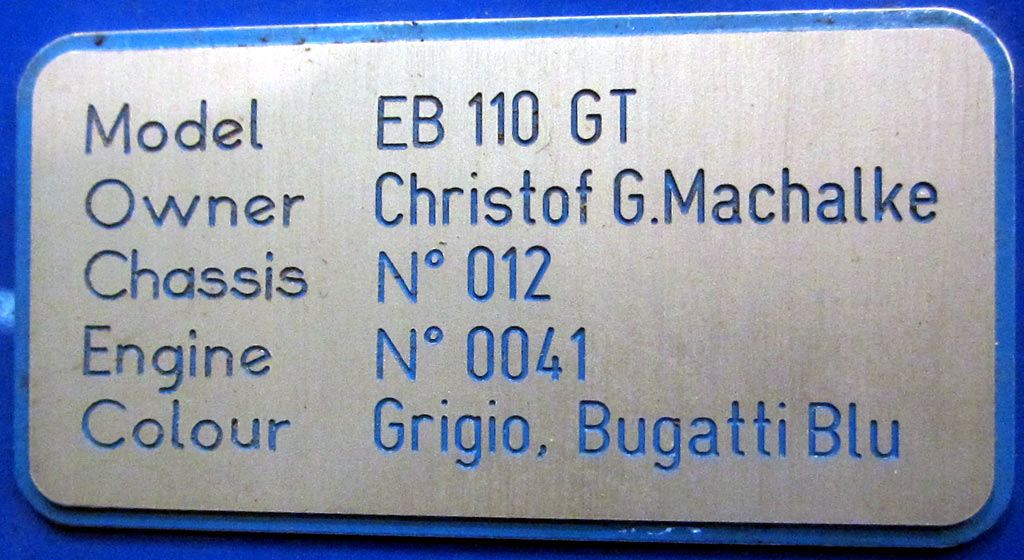 Model EB 110 GT
Owner Christof G.Machalke
Chassis N° 012
Engine N° 0041
Colour Grigio, Bugatti Blu